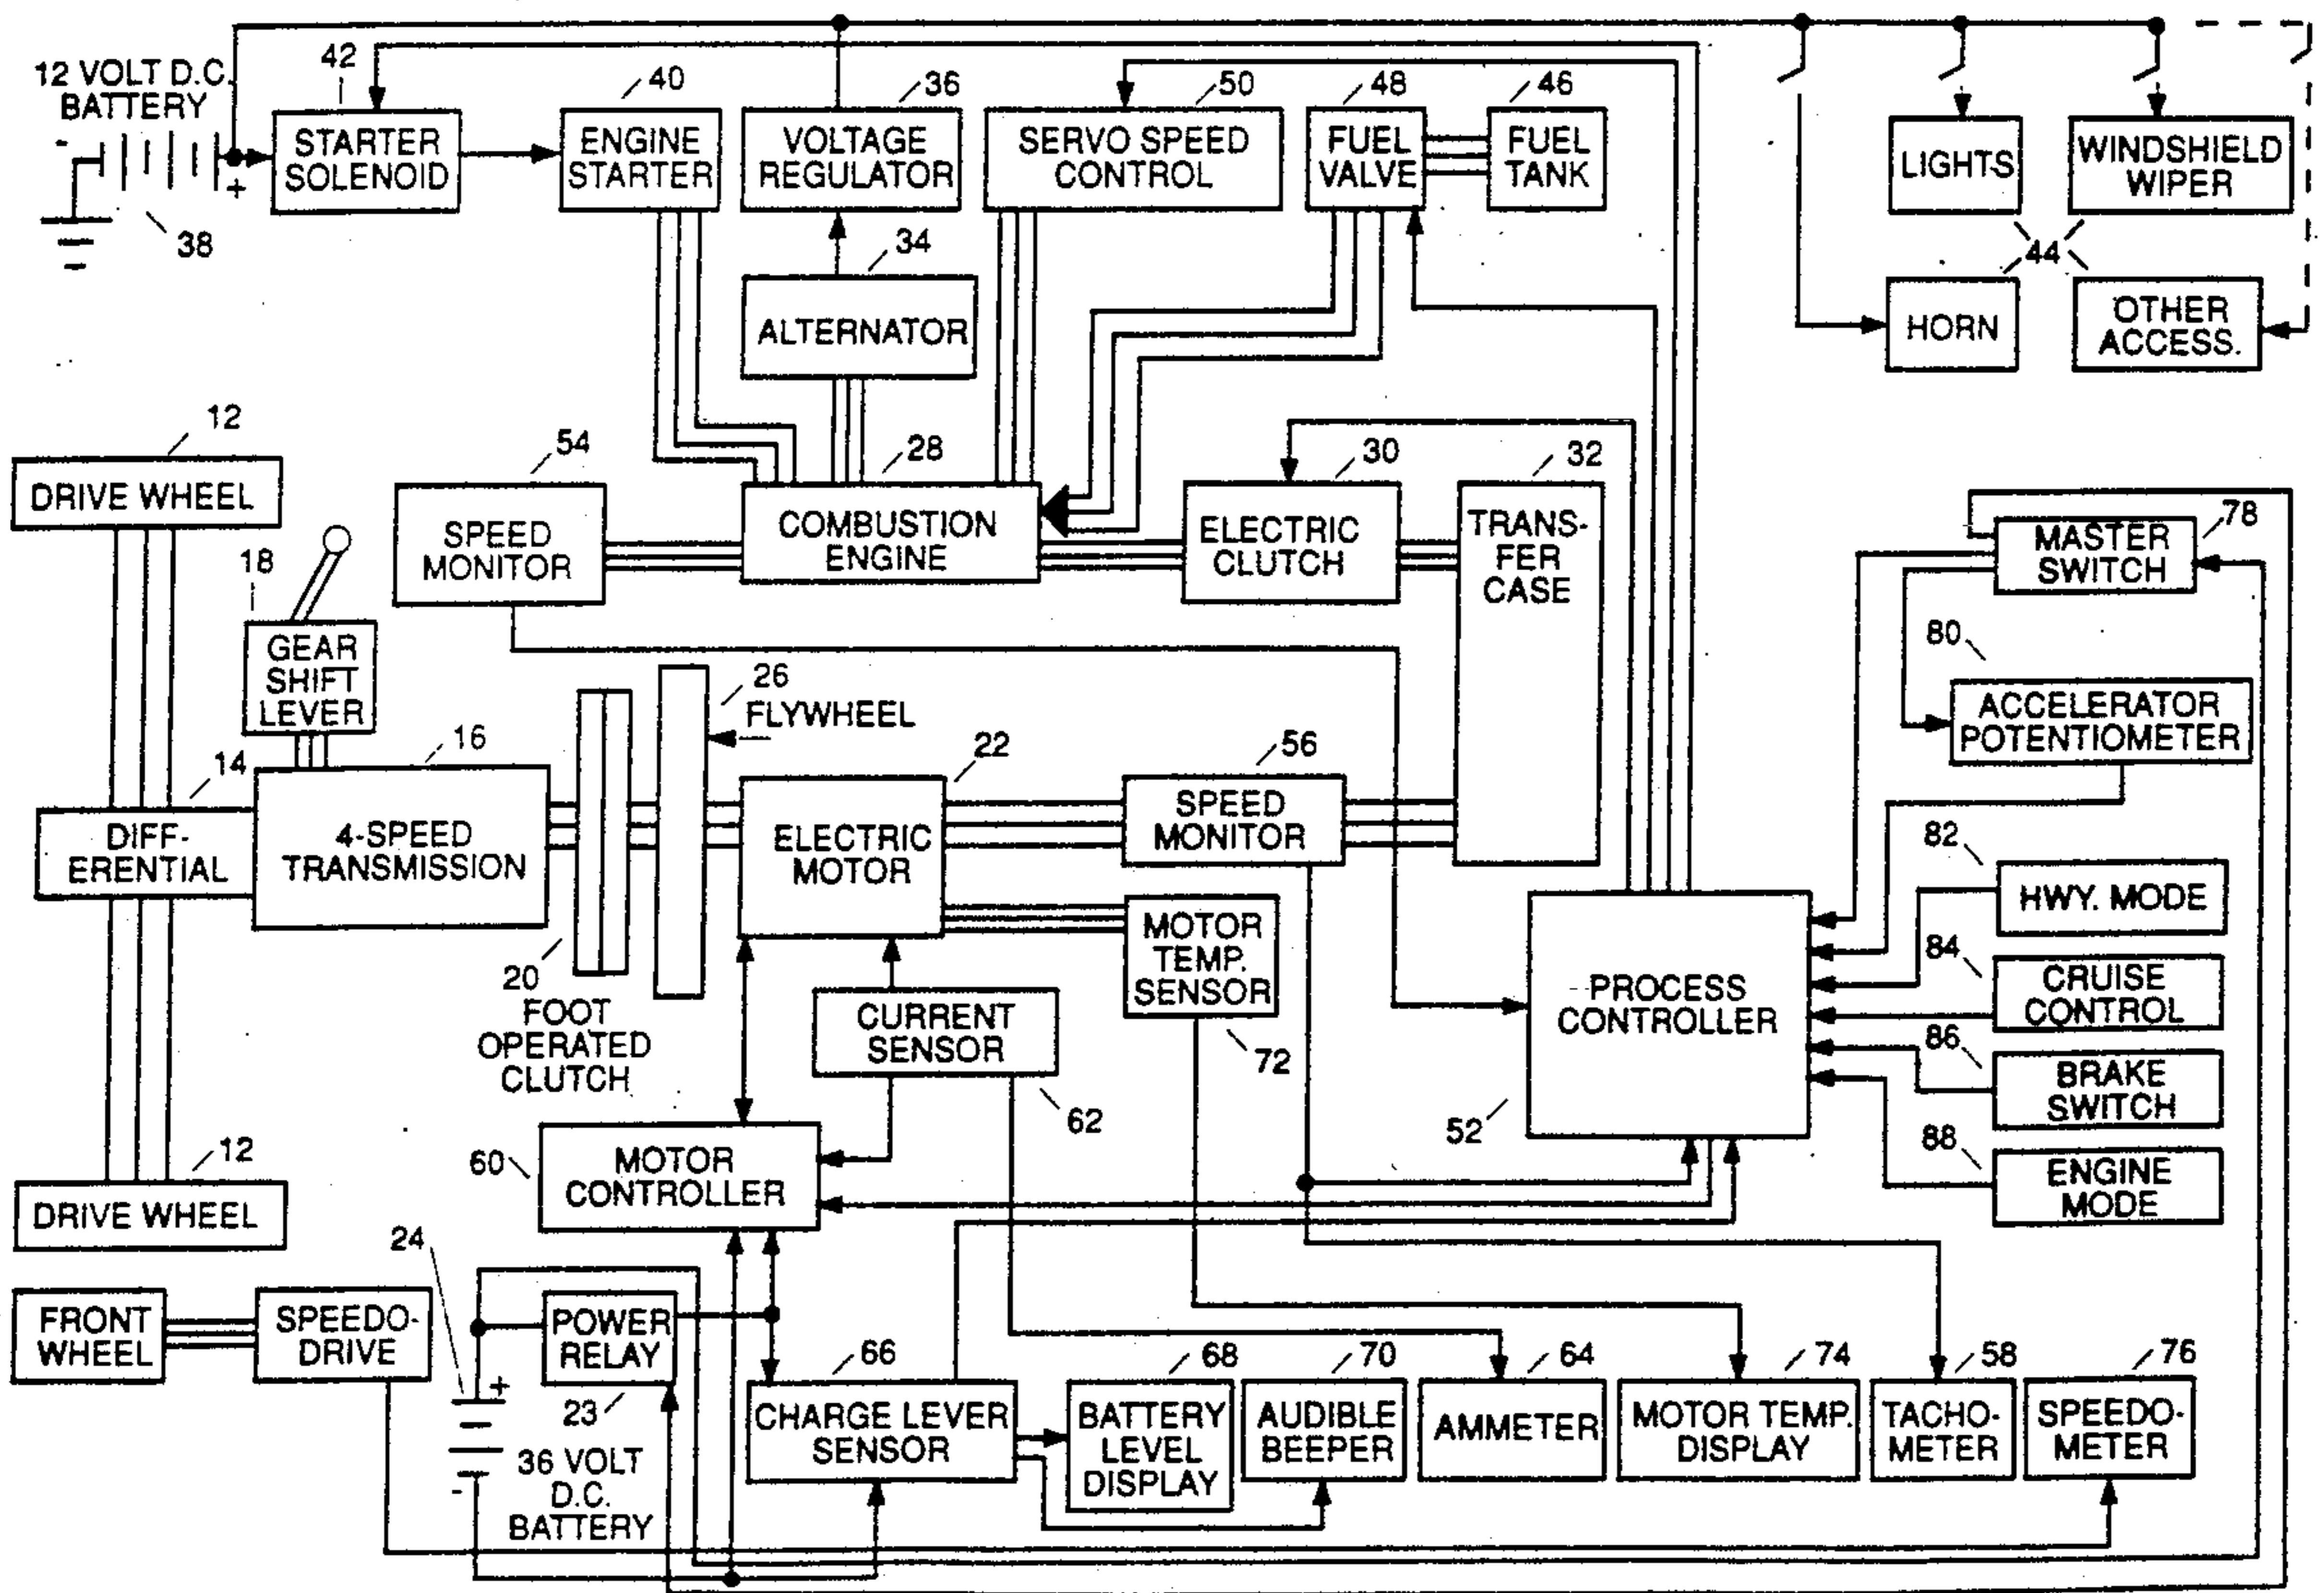 12 VOLT D.C.
BATTERY
-
+
38
42
STARTER
SOLENOID
40
ENGINE
STARTER
36
VOLTAGE
REGULATOR
50
SERVO SPEED
CONTROL
48
FUEL
VALVE
46
FUEL
TANK
LIGHTS
WINDSHIELD
WIPER
44
HORN
OTHER
ACCESS.
34
ALTERNATOR
12
DRIVE WHEEL
54
SPEED
MONITOR
28
COMBUSTION
ENGINE
30
ELECTRIC
CLUTCH
32
TRANS-
FER
CASE
78
MASTER
SWITCH
18
GEAR
SHIFT
LEVER
26
FLYWHEEL
80
ACCELERATOR
POTENTIOMETER
14
DIFF-
ERENTIAL
16
4-SPEED
TRANSMISSION
22
ELECTRIC
MOTOR
56
SPEED
MONITOR
82
HWY. MODE
20
FOOT
OPERATED
CLUTCH
CURRENT
SENSOR
62
MOTOR
TEMP.
SENSOR
72
PROCESS
CONTROLLER
52
84
CRUISE
CONTROL
86
BRAKE
SWITCH
88
ENGINE
MODE
12
DRIVE WHEEL
60
MOTOR
CONTROLLER
24
FRONT
WHEEL
SPEEDO-
DRIVE
POWER
RELAY
23
+
-
36 VOLT
D.C.
BATTERY
66
CHARGE LEVER
SENSOR
68
BATTERY
LEVEL
DISPLAY
70
AUDIBLE
BEEPER
64
AMMETER
74
MOTOR TEMP.
DISPLAY
58
TACHO-
METER
76
SPEEDO-
METER